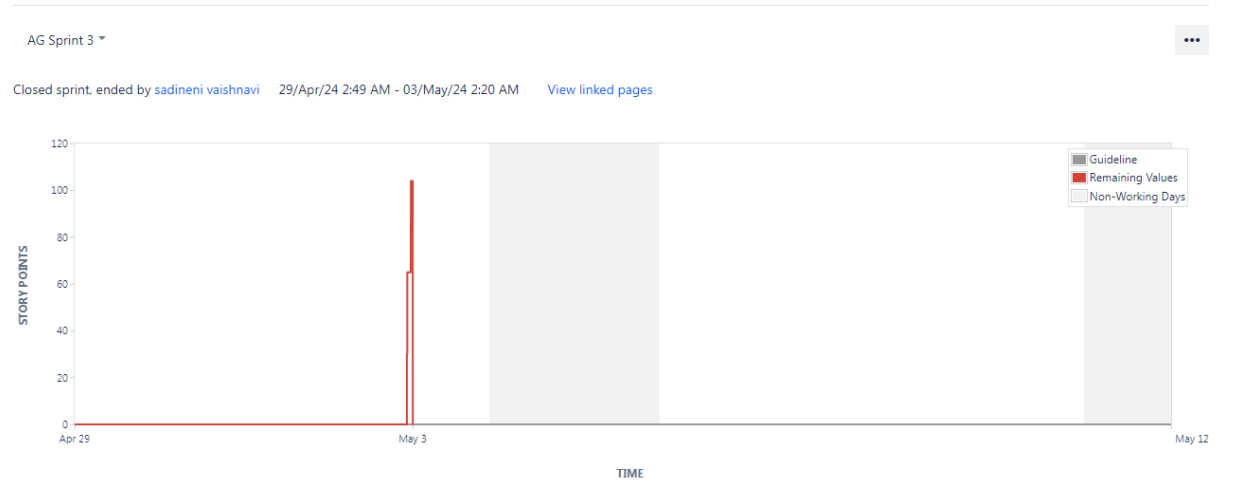 AG Sprint 3
Closed sprint, ended by sadineni vaishnavi 29/Apr/24 2:49 AM - 03/May/24 2:20 AM View linked pages
120
100
80
60
40
20
0
STORY POINTS
Guideline
Remaining Values
Non-Working Days
Apr 29 May 3 May 12
TIME